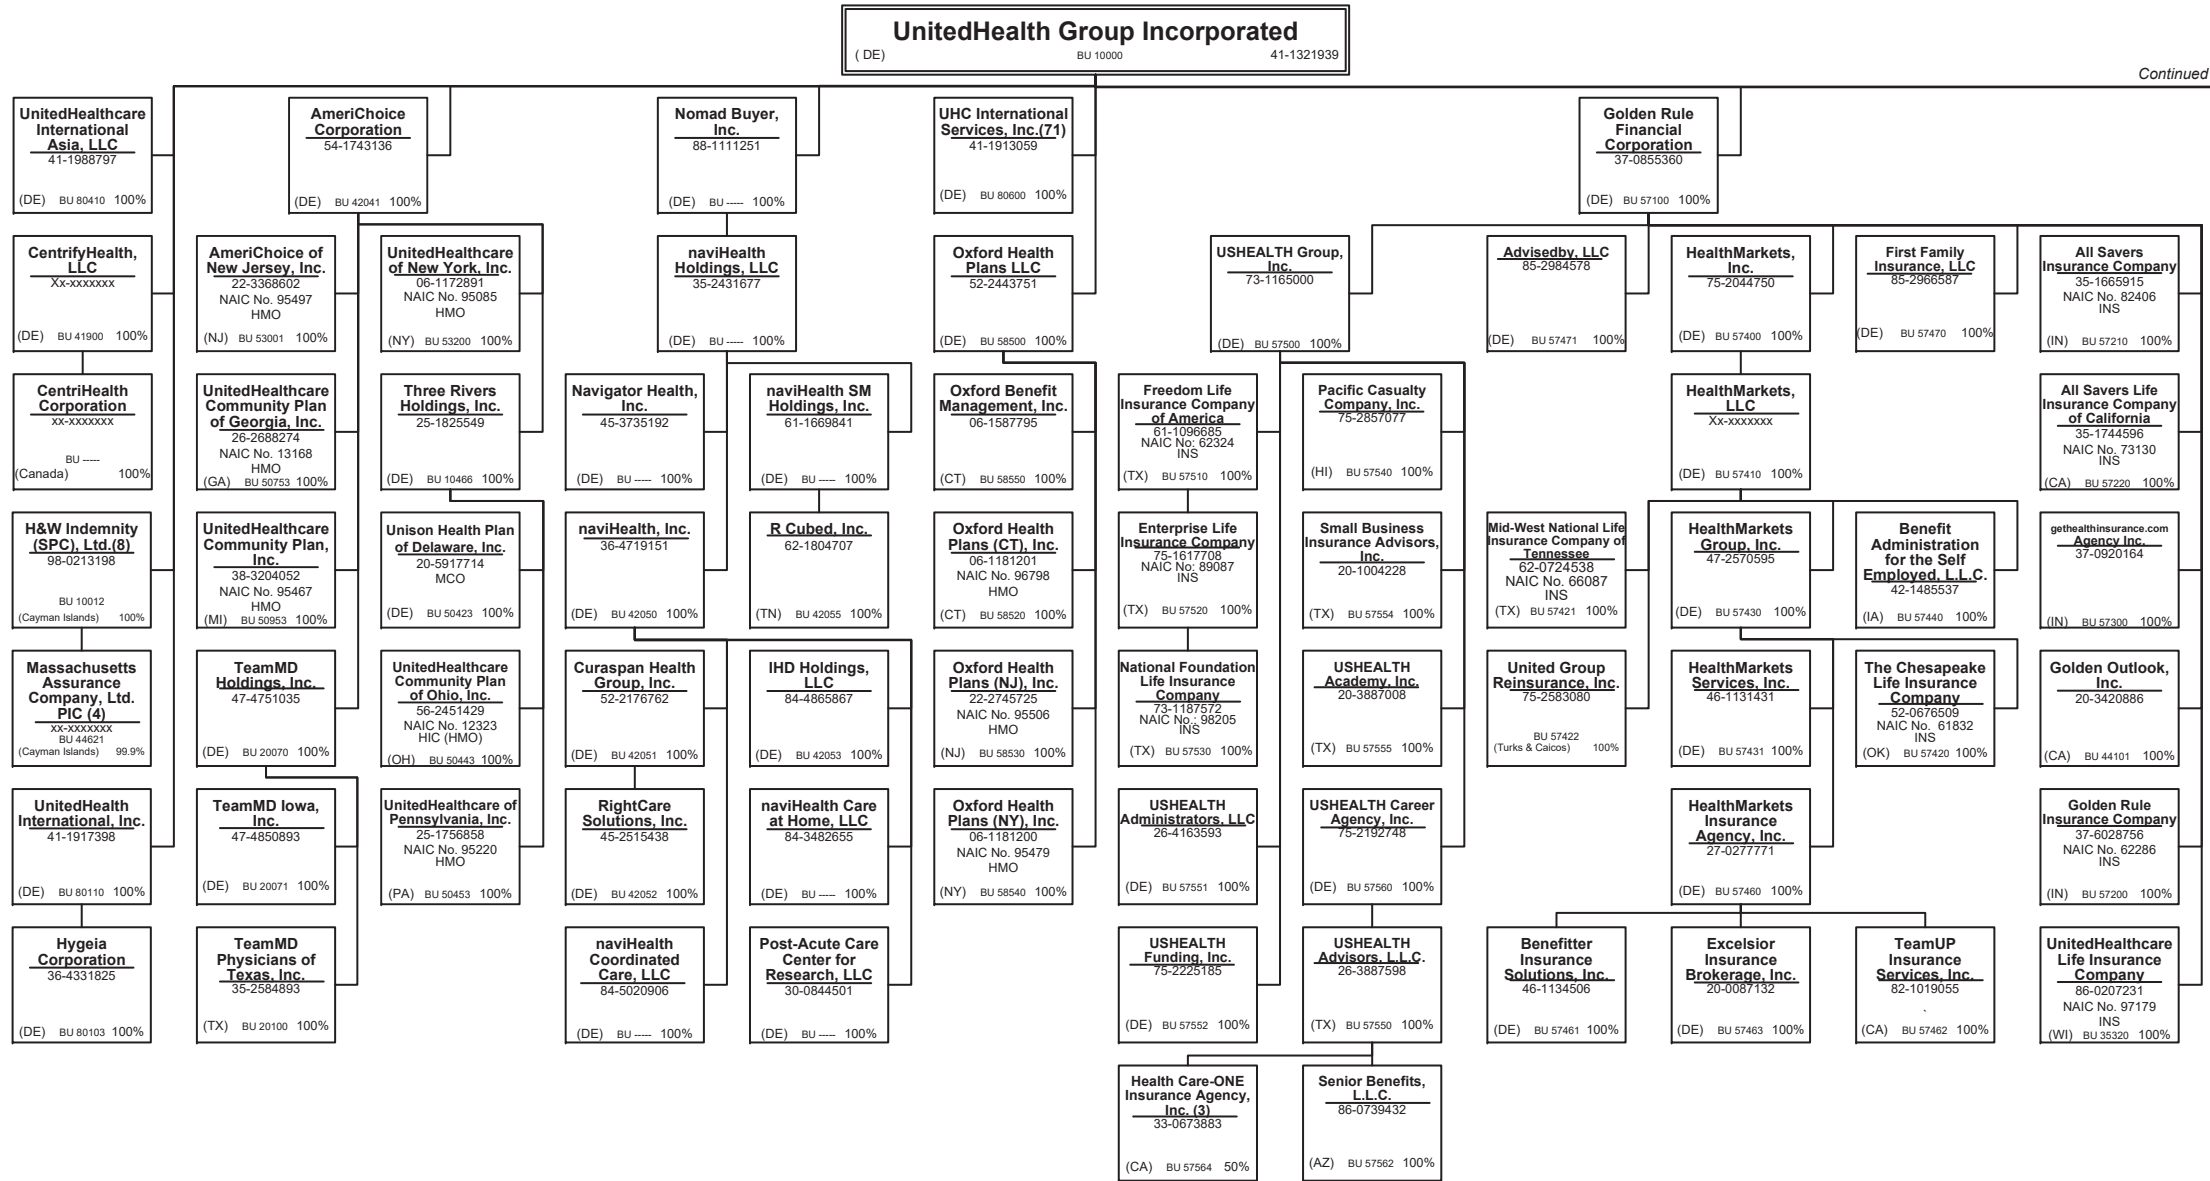 UnitedHealth Group Incorporated
( DE) BU 10000 41-1321939
Continued
UnitedHealthcare
International
Asia, LLC
41-1988797
(DE) BU 80410 100%
AmeriChoice
Corporation
54-1743136
(DE) BU 42041 100%
Nomad Buyer,
Inc.
88-1111251
(DE) BU ----- 100%
UHC International
Services, Inc.(71)
41-1913059
(DE) BU 80600 100%
Golden Rule
Financial
Corporation
37-0855360
(DE) BU 57100 100%
CentrifyHealth,
LLC
Xx-xxxxxxx
(DE) BU 41900 100%
AmeriChoice of
New Jersey, Inc.
22-3368602
NAIC No. 95497
HMO
(NJ) BU 53001 100%
UnitedHealthcare
of New York, Inc.
06-1172891
NAIC No. 95085
HMO
(NY) BU 53200 100%
naviHealth
Holdings, LLC
35-2431677
(DE) BU ----- 100%
Oxford Health
Plans LLC
52-2443751
(DE) BU 58500 100%
USHEALTH Group,
Inc.
73-1165000
(DE) BU 57500 100%
Advisedby, LLC
85-2984578
(DE) BU 57471 100%
HealthMarkets,
Inc.
75-2044750
(DE) BU 57400 100%
First Family
Insurance, LLC
85-2966587
(DE) BU 57470 100%
All Savers
Insurance Company
35-1665915
NAIC No. 82406
INS
(IN) BU 57210 100%
CentriHealth
Corporation
xx-xxxxxxx
BU -----
(Canada) 100%
UnitedHealthcare
Community Plan
of Georgia, Inc.
26-2688274
NAIC No. 13168
HMO
(GA) BU 50753 100%
Three Rivers
Holdings, Inc.
25-1825549
(DE) BU 10466 100%
Navigator Health,
Inc.
45-3735192
(DE) BU ----- 100%
naviHealth SM
Holdings, Inc.
61-1669841
(DE) BU ----- 100%
Oxford Benefit
Management, Inc.
06-1587795
(CT) BU 58550 100%
Freedom Life
Insurance Company
of America
61-1096685
NAIC No: 62324
INS
(TX) BU 57510 100%
Pacific Casualty
Company, Inc.
75-2857077
(HI) BU 57540 100%
HealthMarkets,
LLC
Xx-xxxxxxx
(DE) BU 57410 100%
All Savers Life
Insurance Company
of California
35-1744596
NAIC No. 73130
INS
(CA) BU 57220 100%
H&W Indemnity
(SPC), Ltd.(8)
98-0213198
BU 10012
(Cayman Islands) 100%
UnitedHealthcare
Community Plan,
Inc.
38-3204052
NAIC No. 95467
HMO
(MI) BU 50953 100%
Unison Health Plan
of Delaware, Inc.
20-5917714
MCO
(DE) BU 50423 100%
naviHealth, Inc.
36-4719151
(DE) BU 42050 100%
R Cubed, Inc.
62-1804707
(TN) BU 42055 100%
Oxford Health
Plans (CT), Inc.
06-1181201
NAIC No. 96798
HMO
(CT) BU 58520 100%
Enterprise Life
Insurance Company
75-1617708
NAIC No: 89087
INS
(TX) BU 57520 100%
Small Business
Insurance Advisors,
Inc.
20-1004228
(TX) BU 57554 100%
Mid-West National Life
Insurance Company of
Tennessee
62-0724538
NAIC No. 66087
INS
(TX) BU 57421 100%
HealthMarkets
Group, Inc.
47-2570595
(DE) BU 57430 100%
Benefit
Administration
for the Self
Employed, L.L.C.
42-1485537
(IA) BU 57440 100%
gethealthinsurance.com
Agency Inc.
37-0920164
(IN) BU 57300 100%
Massachusetts
Assurance
Company, Ltd.
PIC (4)
xx-xxxxxxx
BU 44621
(Cayman Islands) 99.9%
TeamMD
Holdings, Inc.
47-4751035
(DE) BU 20070 100%
UnitedHealthcare
Community Plan
of Ohio, Inc.
56-2451429
NAIC No. 12323
HIC (HMO)
(OH) BU 50443 100%
Curaspan Health
Group, Inc.
52-2176762
(DE) BU 42051 100%
IHD Holdings,
LLC
84-4865867
(DE) BU 42053 100%
Oxford Health
Plans (NJ), Inc.
22-2745725
NAIC No. 95506
HMO
(NJ) BU 58530 100%
National Foundation
Life Insurance
Company
73-1187572
NAIC No.: 98205
INS
(TX) BU 57530 100%
USHEALTH
Academy, Inc.
20-3887008
(TX) BU 57555 100%
United Group
Reinsurance, Inc.
75-2583080
BU 57422
(Turks & Caicos) 100%
HealthMarkets
Services, Inc.
46-1131431
(DE) BU 57431 100%
The Chesapeake
Life Insurance
Company
52-0676509
NAIC No. 61832
INS
(OK) BU 57420 100%
Golden Outlook,
Inc.
20-3420886
(CA) BU 44101 100%
UnitedHealth
International, Inc.
41-1917398
(DE) BU 80110 100%
TeamMD Iowa,
Inc.
47-4850893
(DE) BU 20071 100%
UnitedHealthcare of
Pennsylvania, Inc.
25-1756858
NAIC No. 95220
HMO
(PA) BU 50453 100%
RightCare
Solutions, Inc.
45-2515438
(DE) BU 42052 100%
naviHealth Care
at Home, LLC
84-3482655
(DE) BU ----- 100%
Oxford Health
Plans (NY), Inc.
06-1181200
NAIC No. 95479
HMO
(NY) BU 58540 100%
USHEALTH
Administrators, LLC
26-4163593
(DE) BU 57551 100%
USHEALTH Career
Agency, Inc.
75-2192748
(DE) BU 57560 100%
HealthMarkets
Insurance
Agency, Inc.
27-0277771
(DE) BU 57460 100%
Golden Rule
Insurance Company
37-6028756
NAIC No. 62286
INS
(IN) BU 57200 100%
Hygeia
Corporation
36-4331825
(DE) BU 80103 100%
TeamMD
Physicians of
Texas, Inc.
35-2584893
(TX) BU 20100 100%
naviHealth
Coordinated
Care, LLC
84-5020906
(DE) BU ----- 100%
Post-Acute Care
Center for
Research, LLC
30-0844501
(DE) BU ----- 100%
USHEALTH
Funding, Inc.
75-2225185
(DE) BU 57552 100%
USHEALTH
Advisors, L.L.C.
26-3887598
(TX) BU 57550 100%
Benefitter
Insurance
Solutions, Inc.
46-1134506
(DE) BU 57461 100%
Excelsior
Insurance
Brokerage, Inc.
20-0087132
(DE) BU 57463 100%
TeamUP
Insurance
Services, Inc.
82-1019055
(CA) BU 57462 100%
UnitedHealthcare
Life Insurance
Company
86-0207231
NAIC No. 97179
INS
(WI) BU 35320 100%
Health Care-ONE
Insurance Agency,
Inc. (3)
33-0673883
(CA) BU 57564 50%
Senior Benefits,
L.L.C.
86-0739432
(AZ) BU 57562 100%